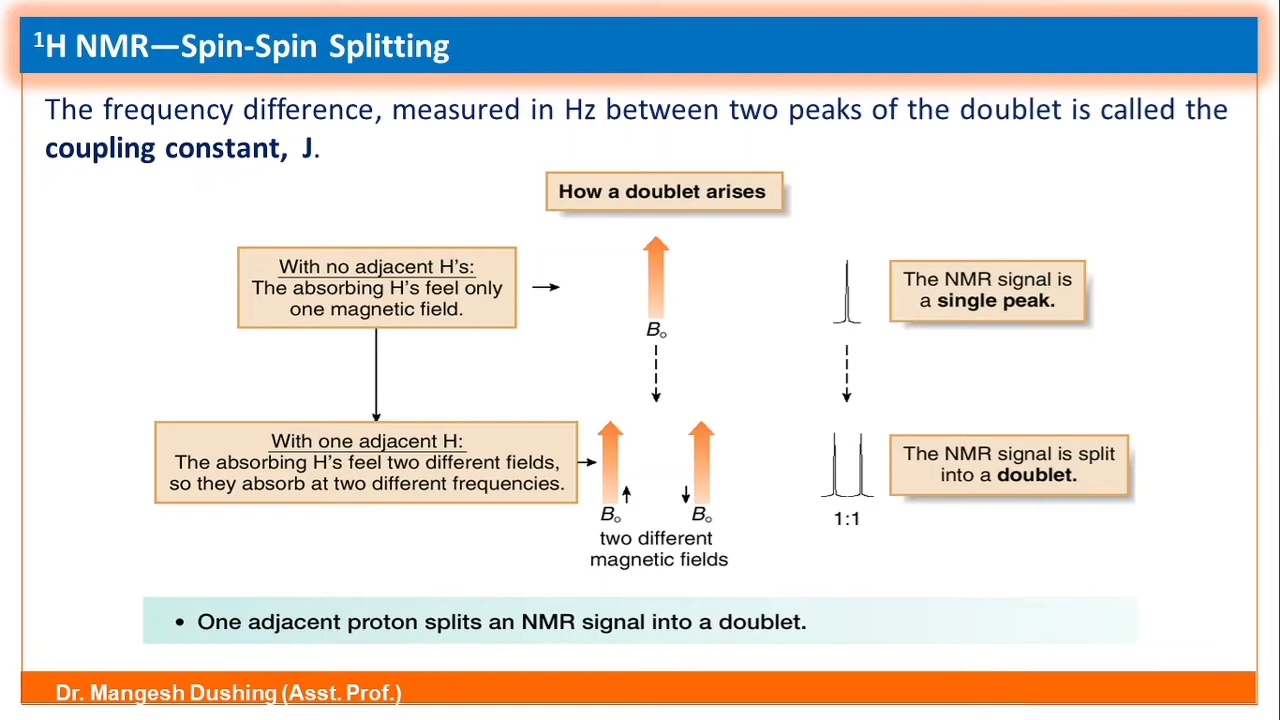 ¹H NMR—Spin-Spin Splitting
The frequency difference, measured in Hz between two peaks of the doublet is called the
coupling constant, J.
How a doublet arises
With no adjacent H's:
The absorbing H's feel only
one magnetic field.
B₀
The NMR signal is
a single peak.
With one adjacent H:
The absorbing H's feel two different fields,
so they absorb at two different frequencies.
B₀ B₀
two different
magnetic fields
1:1
The NMR signal is split
into a doublet.
• One adjacent proton splits an NMR signal into a doublet.
Dr. Mangesh Dushing (Asst. Prof.)